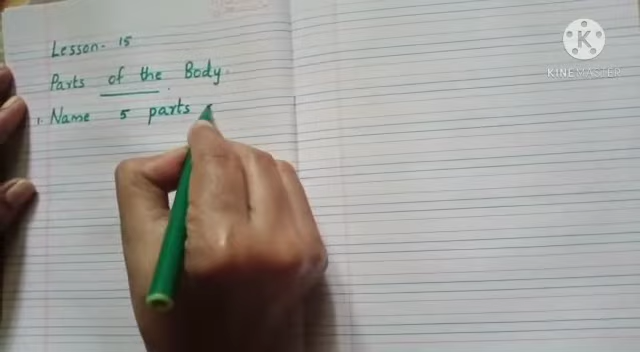 Lesson - 15
Parts of the Body.
1. Name 5 parts
K
KINEMASTER